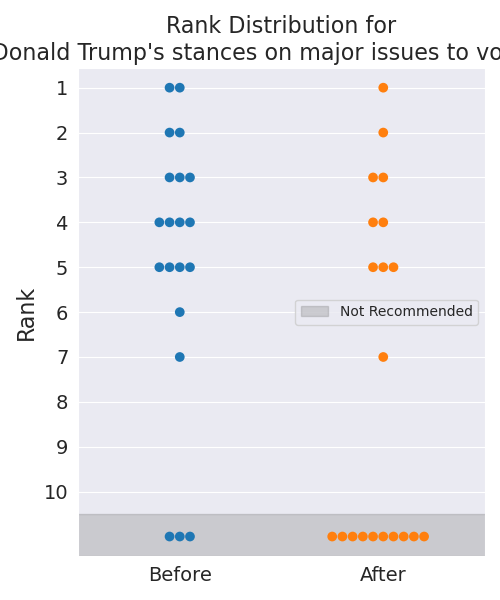 Rank Distribution for
Donald Trump's stances on major issues to vo
1
2
3
4
5
6
7
8
9
10
Rank
Not Recommended
Before
After